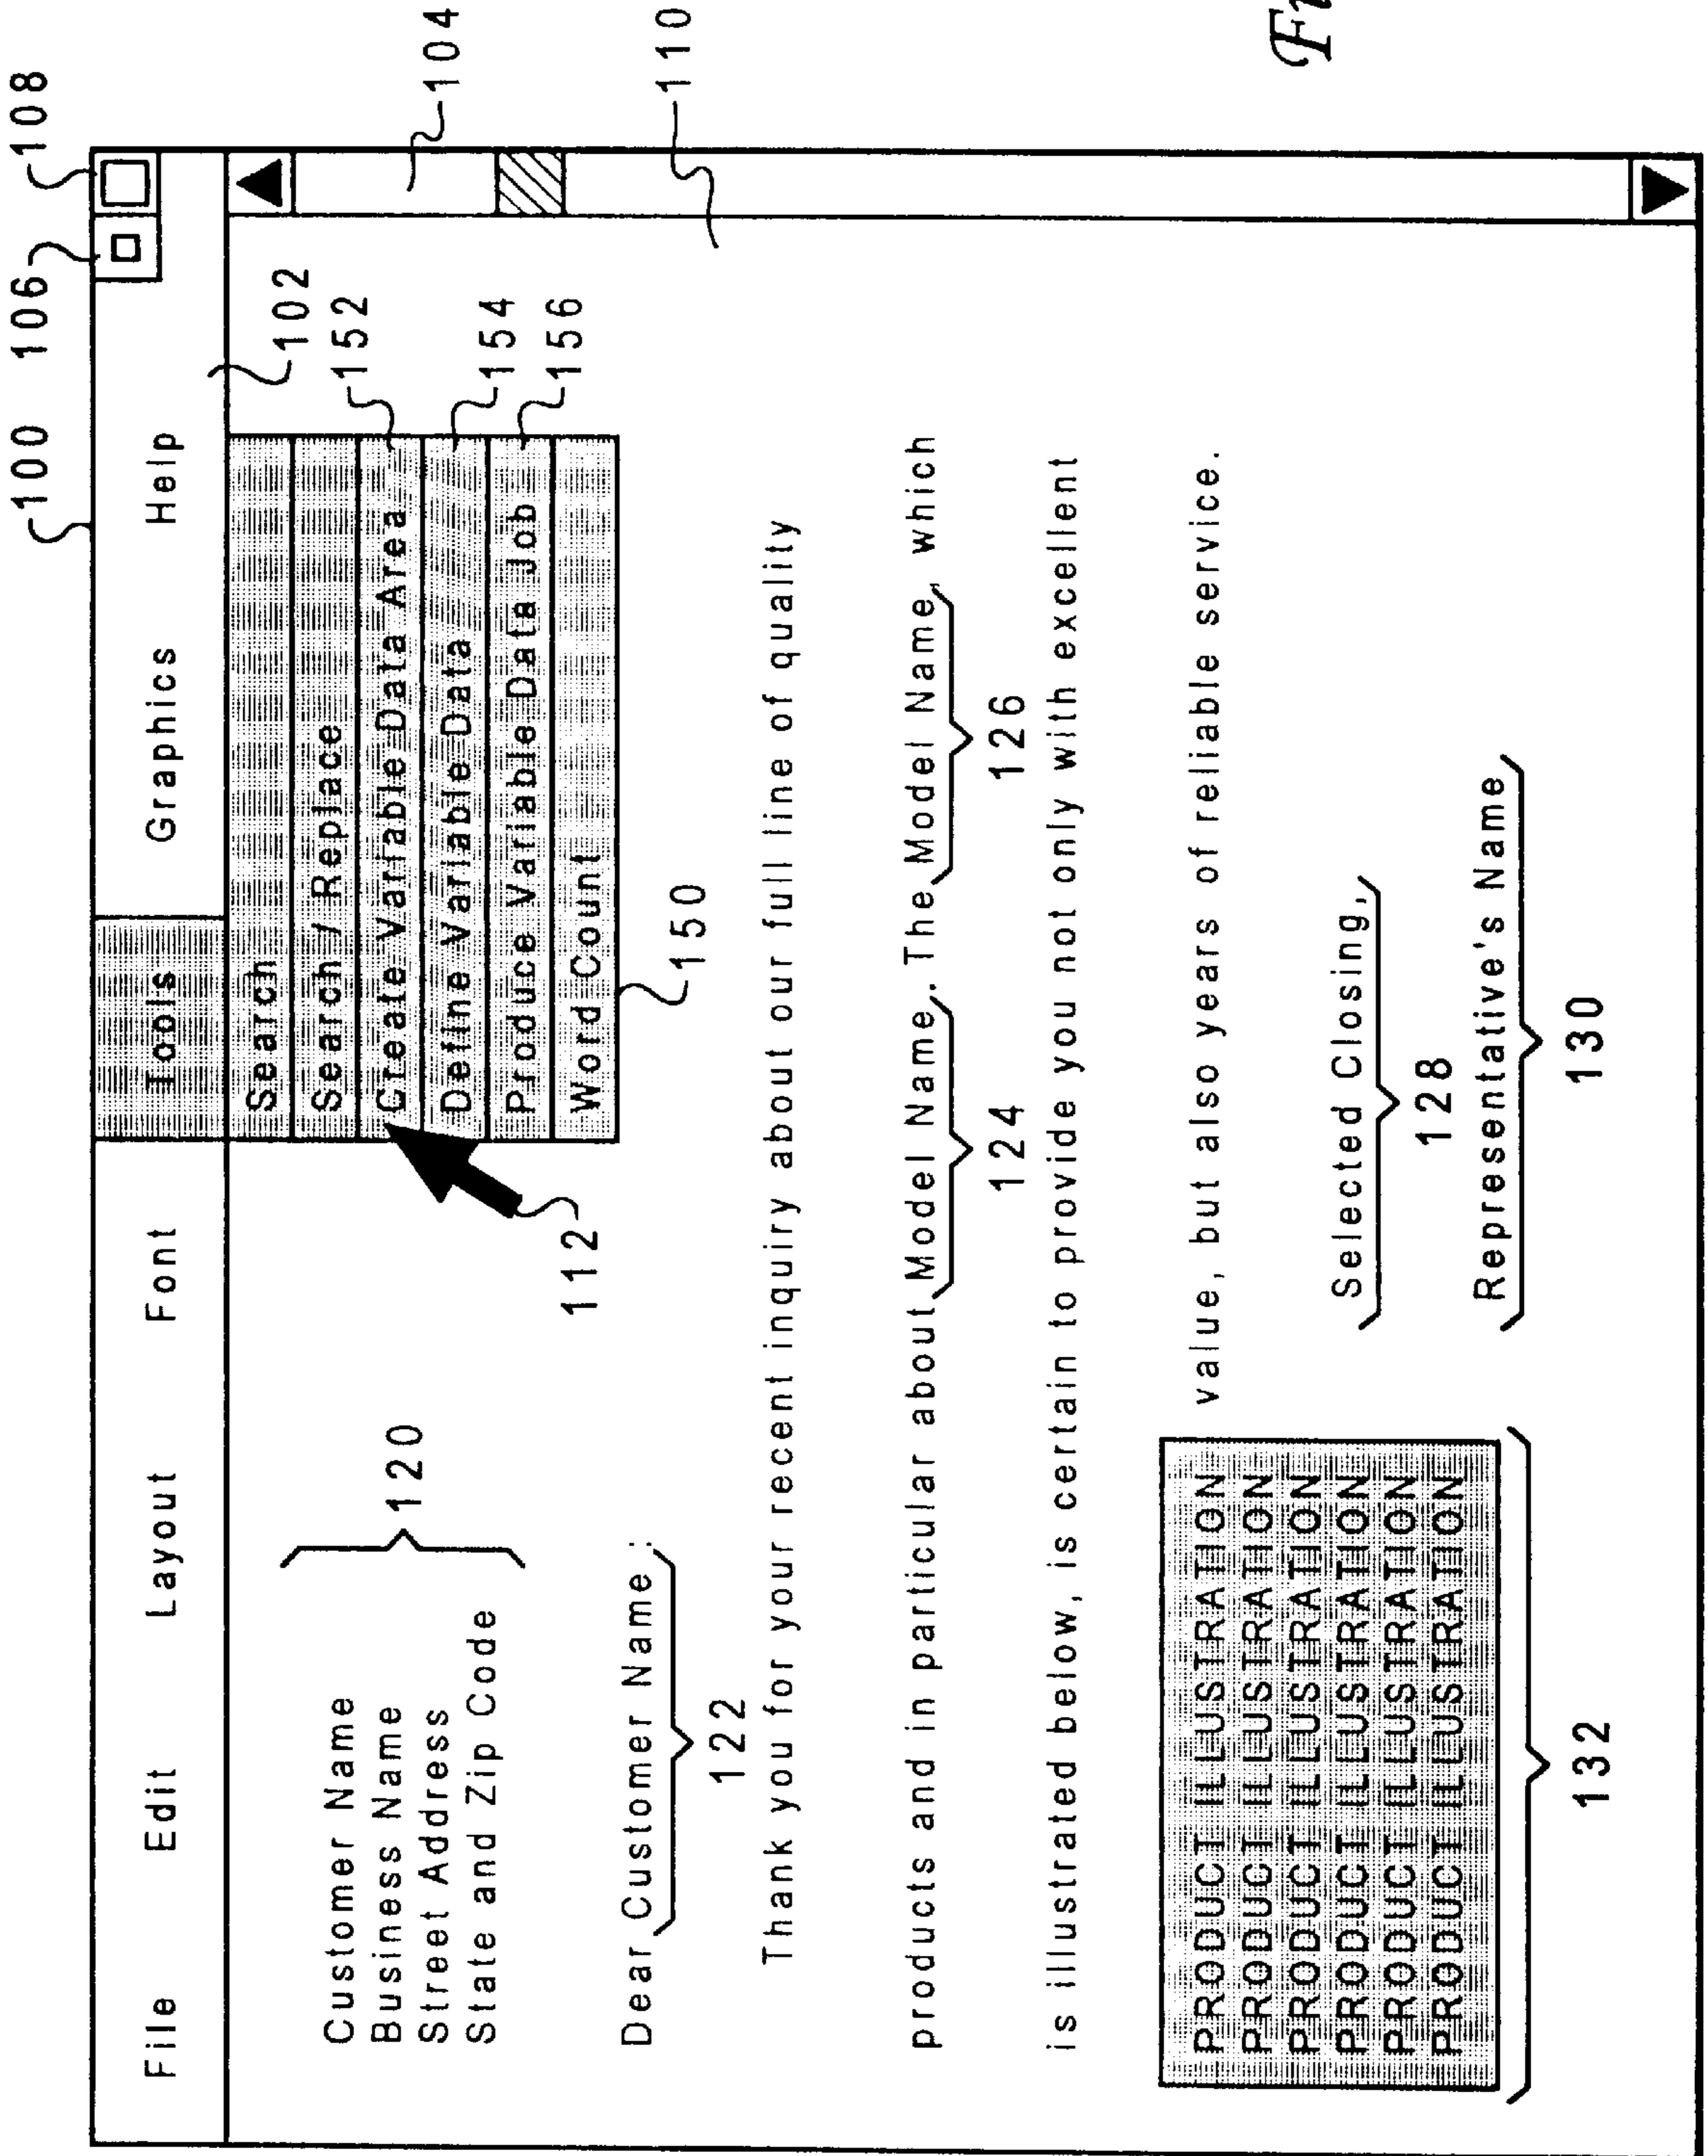 100 106 108
File Edit Layout Font Tools Graphics Help
102
104
110
Search
Search / Replace
Create Variable Data Area
Define Variable Data
Produce Variable Data Job
Word Count
152
154
156
150
112
Customer Name
Business Name
Street Address
State and Zip Code
120
Dear Customer Name :
122
Thank you for your recent inquiry about our full line of quality
products and in particular about Model Name. The Model Name, which
124 126
is illustrated below, is certain to provide you not only with excellent
value, but also years of reliable service.
PRODUCT ILLUSTRATION
PRODUCT ILLUSTRATION
PRODUCT ILLUSTRATION
PRODUCT ILLUSTRATION
PRODUCT ILLUSTRATION
PRODUCT ILLUSTRATION
132
Selected Closing,
128
Representative's Name
130